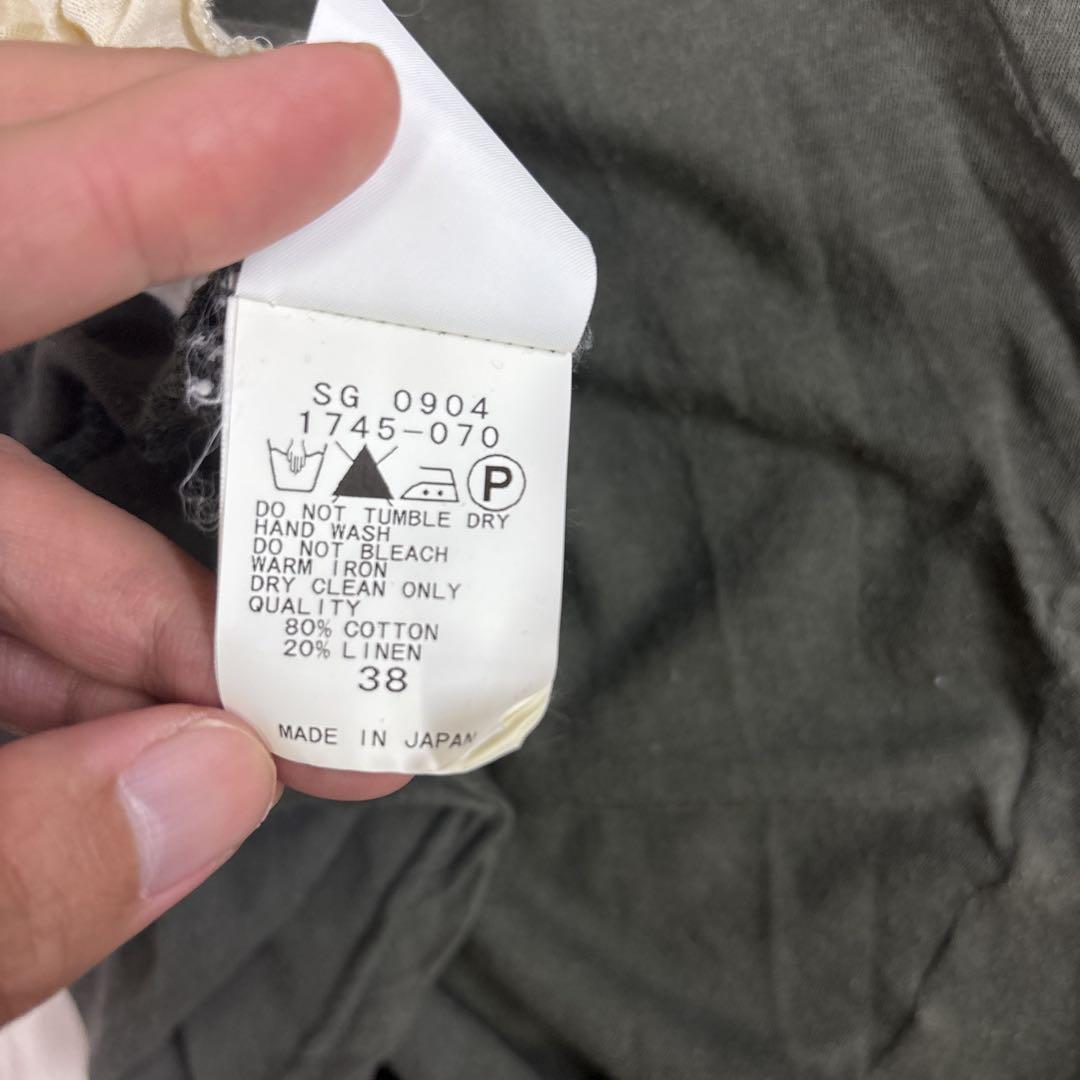 SG 0904
1745-070
P
DO NOT TUMBLE DRY
HAND WASH
DO NOT BLEACH
WARM IRON
DRY CLEAN ONLY
QUALITY
80% COTTON
20% LINEN
38
MADE IN JAPAN